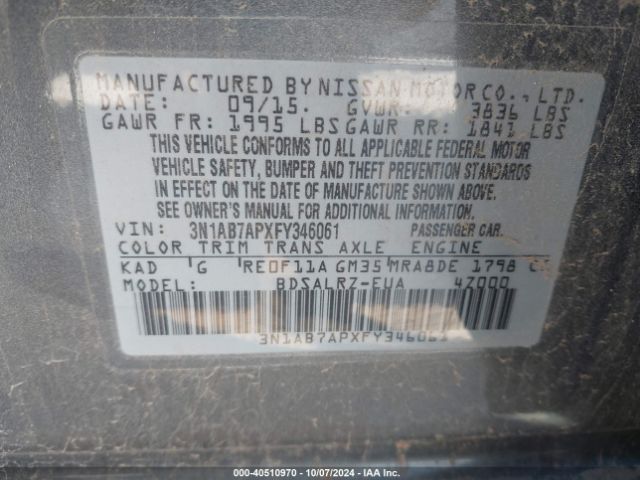 MANUFACTURED BY NISSAN MOTOR CO., LTD.
DATE: 09/15. GVWR: 3836 LBS
GAWR FR: 1995 LBS GAWR RR: 1841 LBS
THIS VEHICLE CONFORMS TO ALL APPLICABLE FEDERAL MOTOR
VEHICLE SAFETY, BUMPER AND THEFT PREVENTION STANDARDS
IN EFFECT ON THE DATE OF MANUFACTURE SHOWN ABOVE.
SEE OWNER'S MANUAL FOR ADDITIONAL INFORMATION.
VIN: 3N1AB7APXFY346061 PASSENGER CAR.
COLOR TRIM TRANS AXLE ENGINE
KAD G RE0F11A GM35 MRA8DE 1798 C
MODEL: BDSALRZ-EUA 4Z000
3N1AB7APXFY346061
000-40510970 | 10/07/2024 | IAA Inc.